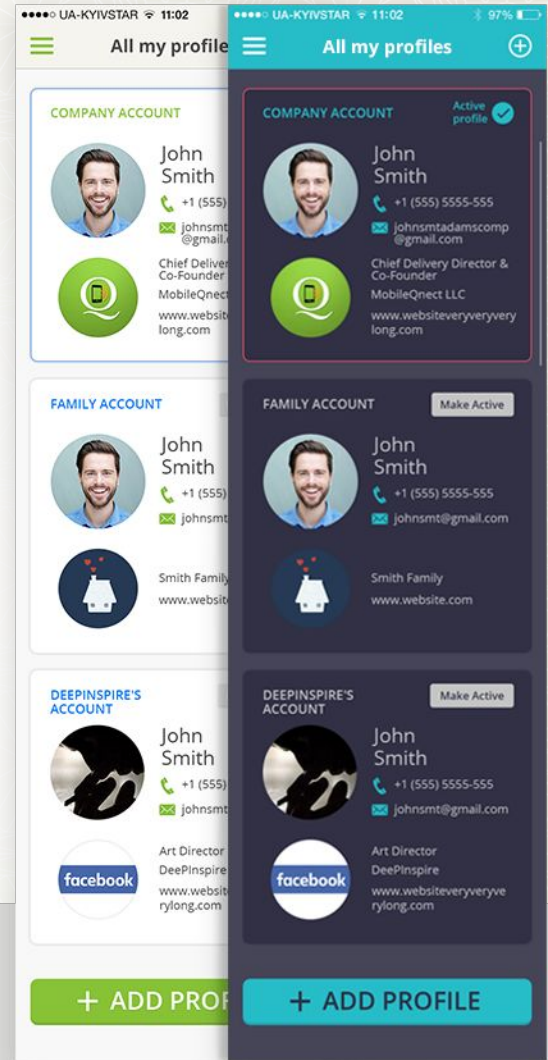 UA-KYIVSTAR 11:02
All my profile
COMPANY ACCOUNT
John
Smith
+1 (555)
johnsmt
@gmail.
Chief Deliver
Co-Founder
MobileQnect
www.websit
long.com
FAMILY ACCOUNT
John
Smith
+1 (555)
johnsmt
Smith Family
www.websit
DEEPINSPIRE'S
ACCOUNT
John
Smith
+1 (555)
johnsmt
Art Director
DeePInspire
www.websit
rylong.com
facebook
+ ADD PROF
UA-KYIVSTAR 11:02 97%
All my profiles
COMPANY ACCOUNT
Active
profile
John
Smith
+1 (555) 5555-555
johnsmtadamscomp
@gmail.com
Q
Chief Delivery Director &
Co-Founder
MobileQnect LLC
www.websiteveryveryvery
long.com
FAMILY ACCOUNT
Make Active
John
Smith
+1 (555) 5555-555
johnsmt@gmail.com
Smith Family
www.website.com
DEEPINSPIRE'S
ACCOUNT
Make Active
John
Smith
+1 (555) 5555-555
johnsmt@gmail.com
Art Director
DeePInspire
www.websiteveryveryve
rylong.com
facebook
+ ADD PROFILE